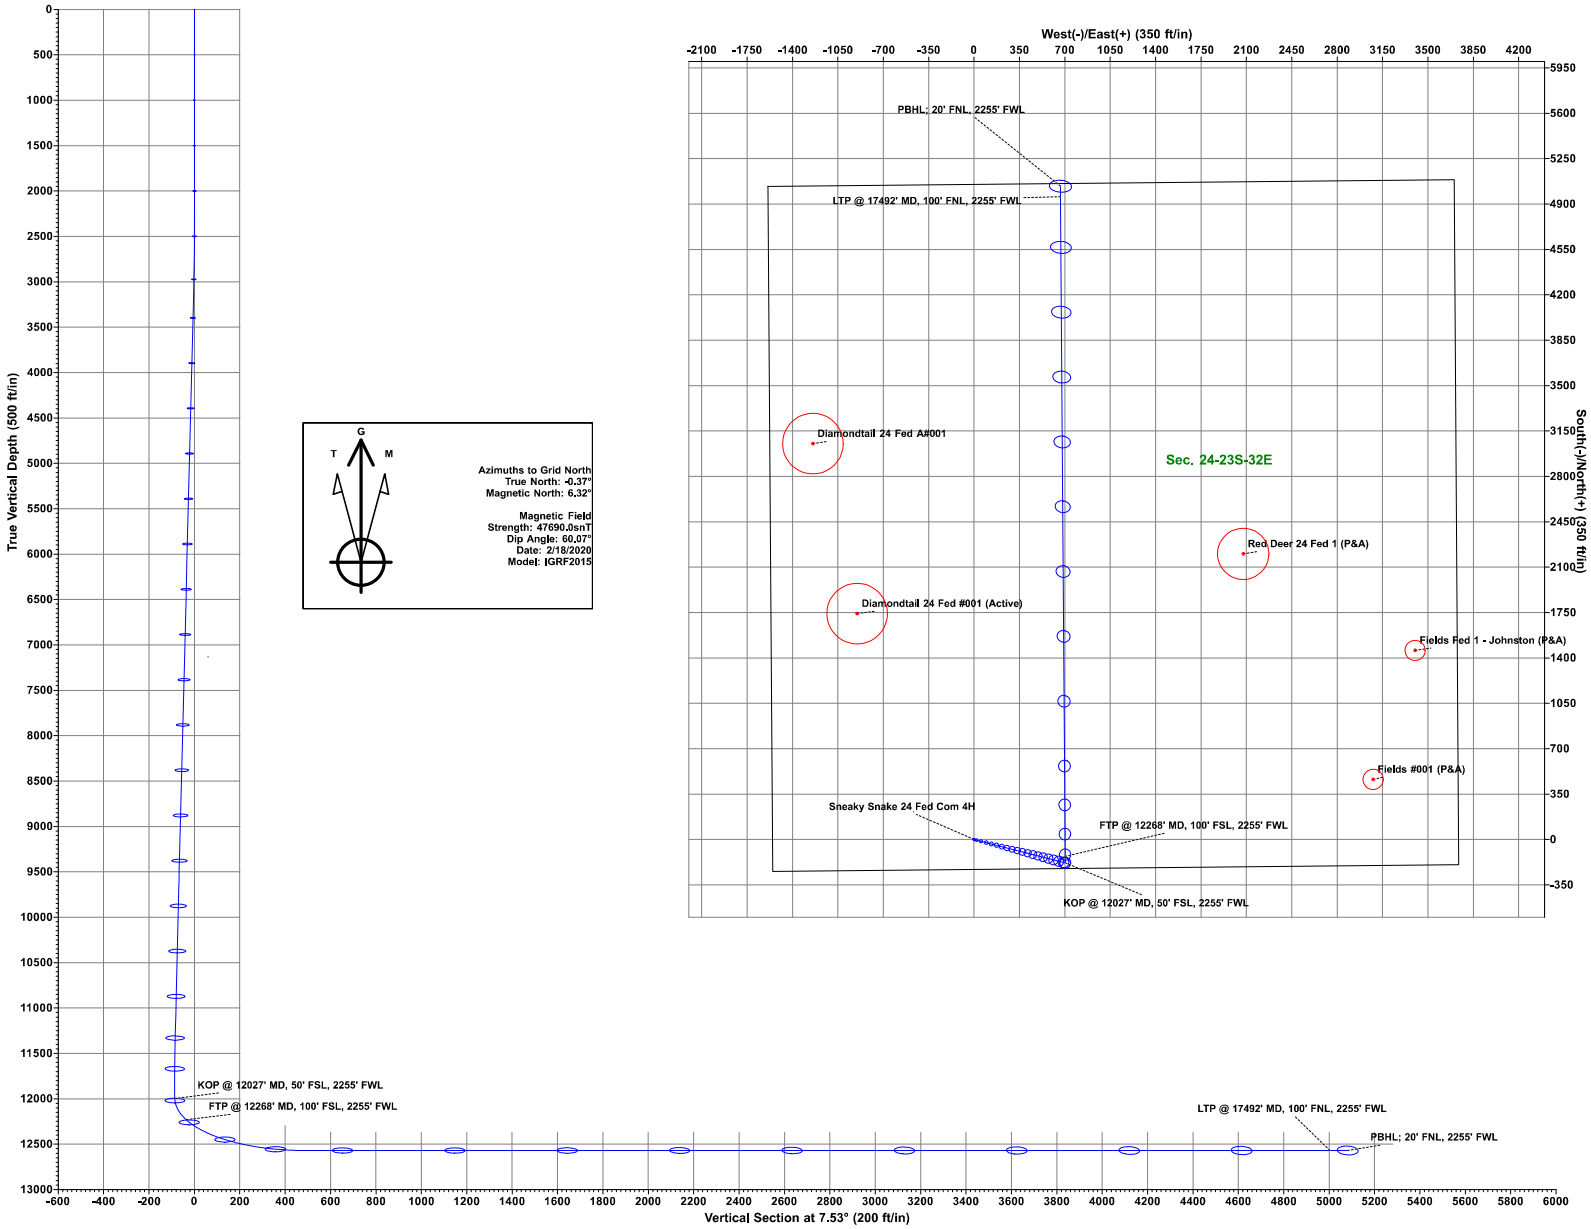 0
500
1000
1500
2000
2500
3000
3500
4000
4500
5000
5500
6000
6500
7000
7500
8000
8500
9000
9500
10000
10500
11000
11500
12000
12500
13000
True Vertical Depth (500 ft/in)
-600 -400 -200 0 200 400 600 800 1000 1200 1400 1600 1800 2000 2200 2400 2600 2800 3000 3200 3400 3600 3800 4000 4200 4400 4600 4800 5000 5200 5400 5600 5800 6000
Vertical Section at 7.53° (200 ft/in)
KOP @ 12027' MD, 50' FSL, 2255' FWL
FTP @ 12268' MD, 100' FSL, 2255' FWL
LTP @ 17492' MD, 100' FNL, 2255' FWL
PBHL; 20' FNL, 2255' FWL
G
T M
Azimuths to Grid North
True North: -0.37°
Magnetic North: 6.32°
Magnetic Field
Strength: 47690.0snT
Dip Angle: 60.07°
Date: 2/18/2020
Model: IGRF2015
West(-)/East(+) (350 ft/in)
-2100 -1750 -1400 -1050 -700 -350 0 350 700 1050 1400 1750 2100 2450 2800 3150 3500 3850 4200
PBHL; 20' FNL, 2255' FWL
LTP @ 17492' MD, 100' FNL, 2255' FWL
Diamondtail 24 Fed A#001
Sec. 24-23S-32E
Red Deer 24 Fed 1 (P&A)
Diamondtail 24 Fed #001 (Active)
Fields Fed 1 - Johnston (P&A)
Fields #001 (P&A)
Sneaky Snake 24 Fed Com 4H
FTP @ 12268' MD, 100' FSL, 2255' FWL
KOP @ 12027' MD, 50' FSL, 2255' FWL
5950
5600
5250
4900
4550
4200
3850
3500
3150
2800
2450
2100
1750
1400
1050
700
350
0
-350
South(-)/North(+) (350 ft/in)